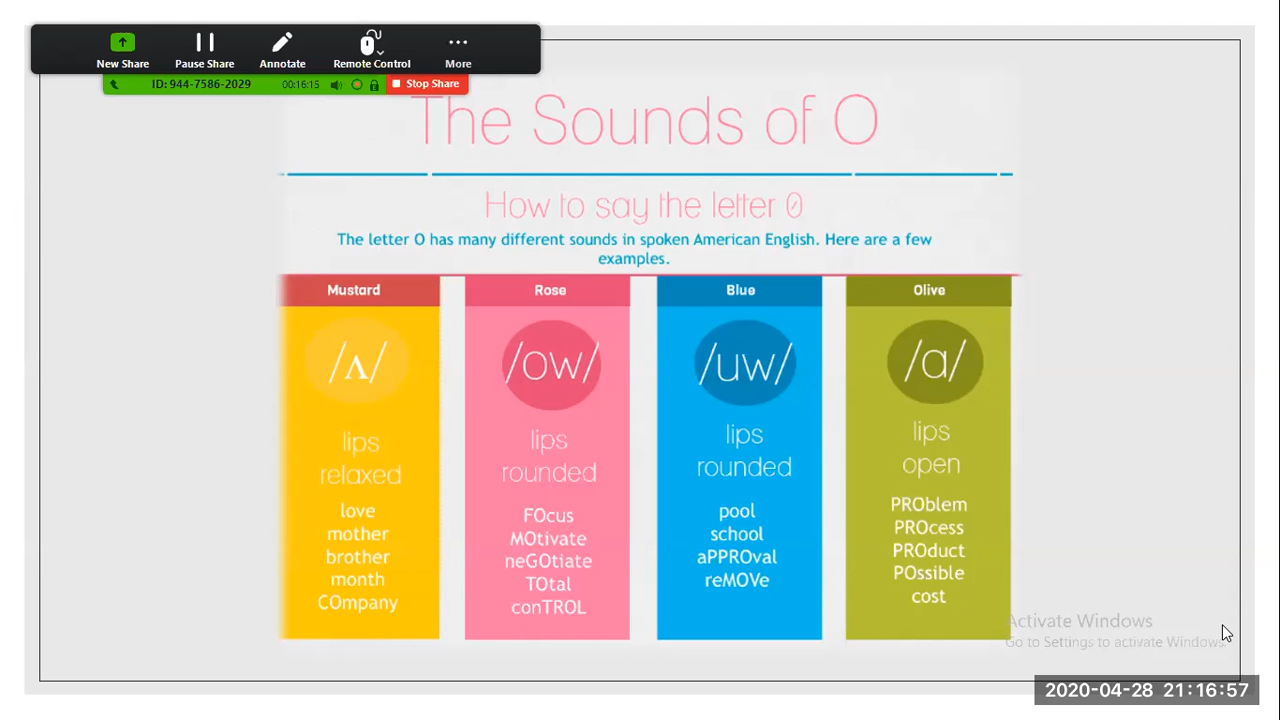 New Share Pause Share Annotate Remote Control More
ID: 944-7586-2029 00:16:15 Stop Share
The Sounds of O
How to say the letter O
The letter O has many different sounds in spoken American English. Here are a few
examples.
Mustard
/ʌ/
lips
relaxed
love
mother
brother
month
COmpany
Rose
/ow/
lips
rounded
FOcus
MOtivate
neGOtiate
TOtal
conTROL
Blue
/uw/
lips
rounded
pool
school
aPPROval
reMOVe
Olive
/a/
lips
open
PROblem
PROcess
PROduct
POssible
cost
Activate Windows
Go to Settings to activate Windows.
2020-04-28 21:16:57